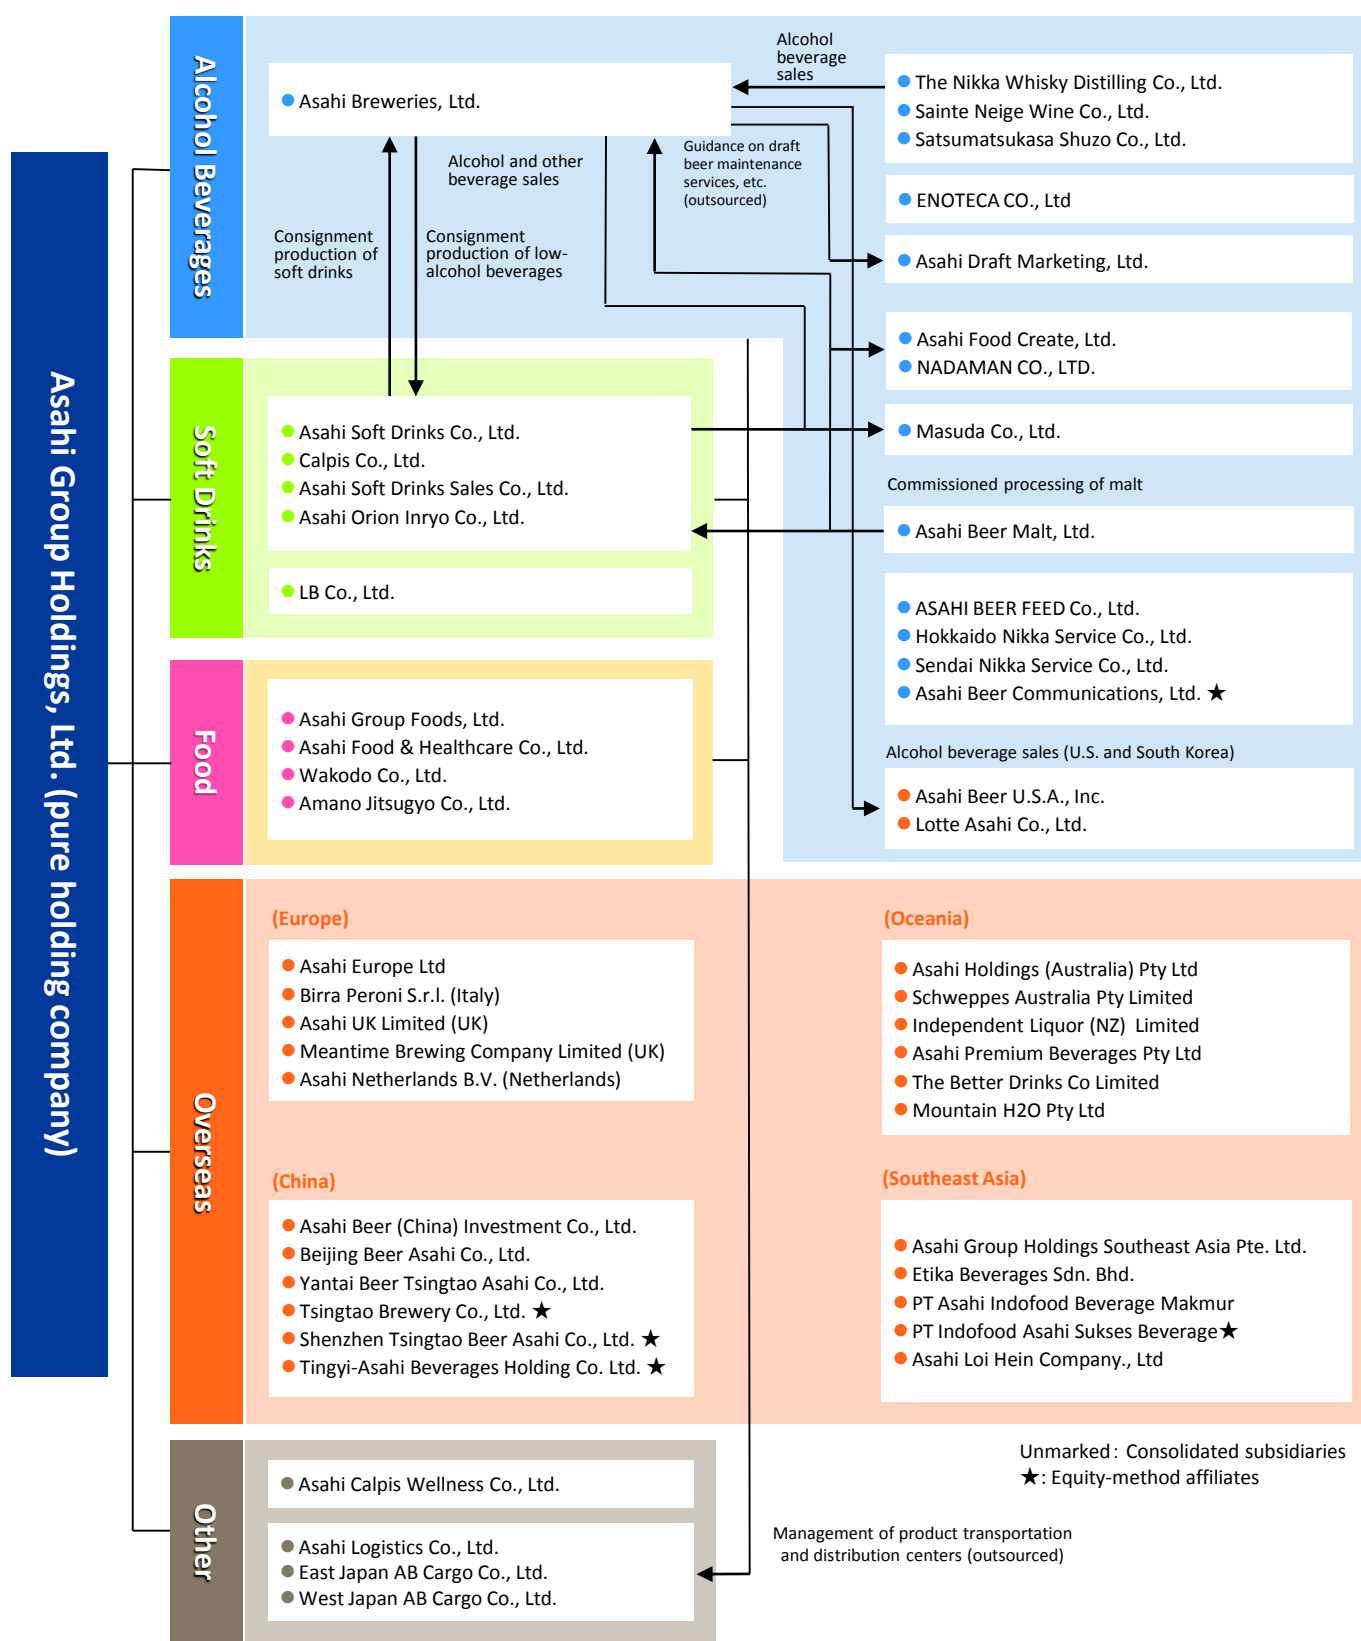 Asahi Group Holdings, Ltd. (pure holding company)
Alcohol Beverages
Asahi Breweries, Ltd.
Alcohol
beverage
sales
The Nikka Whisky Distilling Co., Ltd.
Sainte Neige Wine Co., Ltd.
Satsumatsukasa Shuzo Co., Ltd.
Alcohol and other
beverage sales
Guidance on draft
beer maintenance
services, etc.
(outsourced)
ENOTECA CO., Ltd
Consignment
production of
soft drinks
Consignment
production of low-
alcohol beverages
Asahi Draft Marketing, Ltd.
Asahi Food Create, Ltd.
NADAMAN CO., LTD.
Masuda Co., Ltd.
Commissioned processing of malt
Asahi Beer Malt, Ltd.
ASAHI BEER FEED Co., Ltd.
Hokkaido Nikka Service Co., Ltd.
Sendai Nikka Service Co., Ltd.
Asahi Beer Communications, Ltd. ★
Alcohol beverage sales (U.S. and South Korea)
Asahi Beer U.S.A., Inc.
Lotte Asahi Co., Ltd.
Soft Drinks
Asahi Soft Drinks Co., Ltd.
Calpis Co., Ltd.
Asahi Soft Drinks Sales Co., Ltd.
Asahi Orion Inryo Co., Ltd.
LB Co., Ltd.
Food
Asahi Group Foods, Ltd.
Asahi Food & Healthcare Co., Ltd.
Wakodo Co., Ltd.
Amano Jitsugyo Co., Ltd.
Overseas
(Europe)
Asahi Europe Ltd
Birra Peroni S.r.l. (Italy)
Asahi UK Limited (UK)
Meantime Brewing Company Limited (UK)
Asahi Netherlands B.V. (Netherlands)
(Oceania)
Asahi Holdings (Australia) Pty Ltd
Schweppes Australia Pty Limited
Independent Liquor (NZ) Limited
Asahi Premium Beverages Pty Ltd
The Better Drinks Co Limited
Mountain H2O Pty Ltd
(China)
Asahi Beer (China) Investment Co., Ltd.
Beijing Beer Asahi Co., Ltd.
Yantai Beer Tsingtao Asahi Co., Ltd.
Tsingtao Brewery Co., Ltd. ★
Shenzhen Tsingtao Beer Asahi Co., Ltd. ★
Tingyi-Asahi Beverages Holding Co. Ltd. ★
(Southeast Asia)
Asahi Group Holdings Southeast Asia Pte. Ltd.
Etika Beverages Sdn. Bhd.
PT Asahi Indofood Beverage Makmur
PT Indofood Asahi Sukses Beverage★
Asahi Loi Hein Company., Ltd
Unmarked : Consolidated subsidiaries
★: Equity-method affiliates
Other
Asahi Calpis Wellness Co., Ltd.
Asahi Logistics Co., Ltd.
East Japan AB Cargo Co., Ltd.
West Japan AB Cargo Co., Ltd.
Management of product transportation
and distribution centers (outsourced)